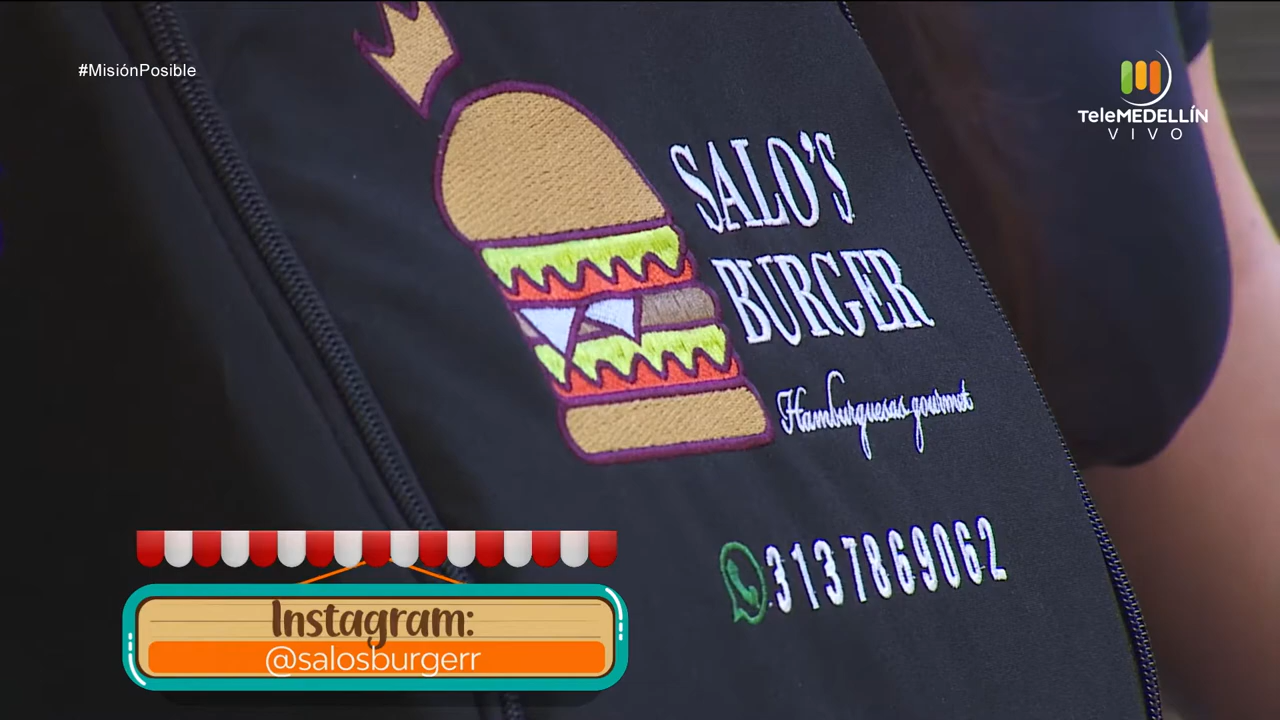 #MisiónPosible
TeleMEDELLÍN
VIVO
SALO'S
BURGER
Hamburguesas gourmet
3137869062
Instagram:
@salosburgerr